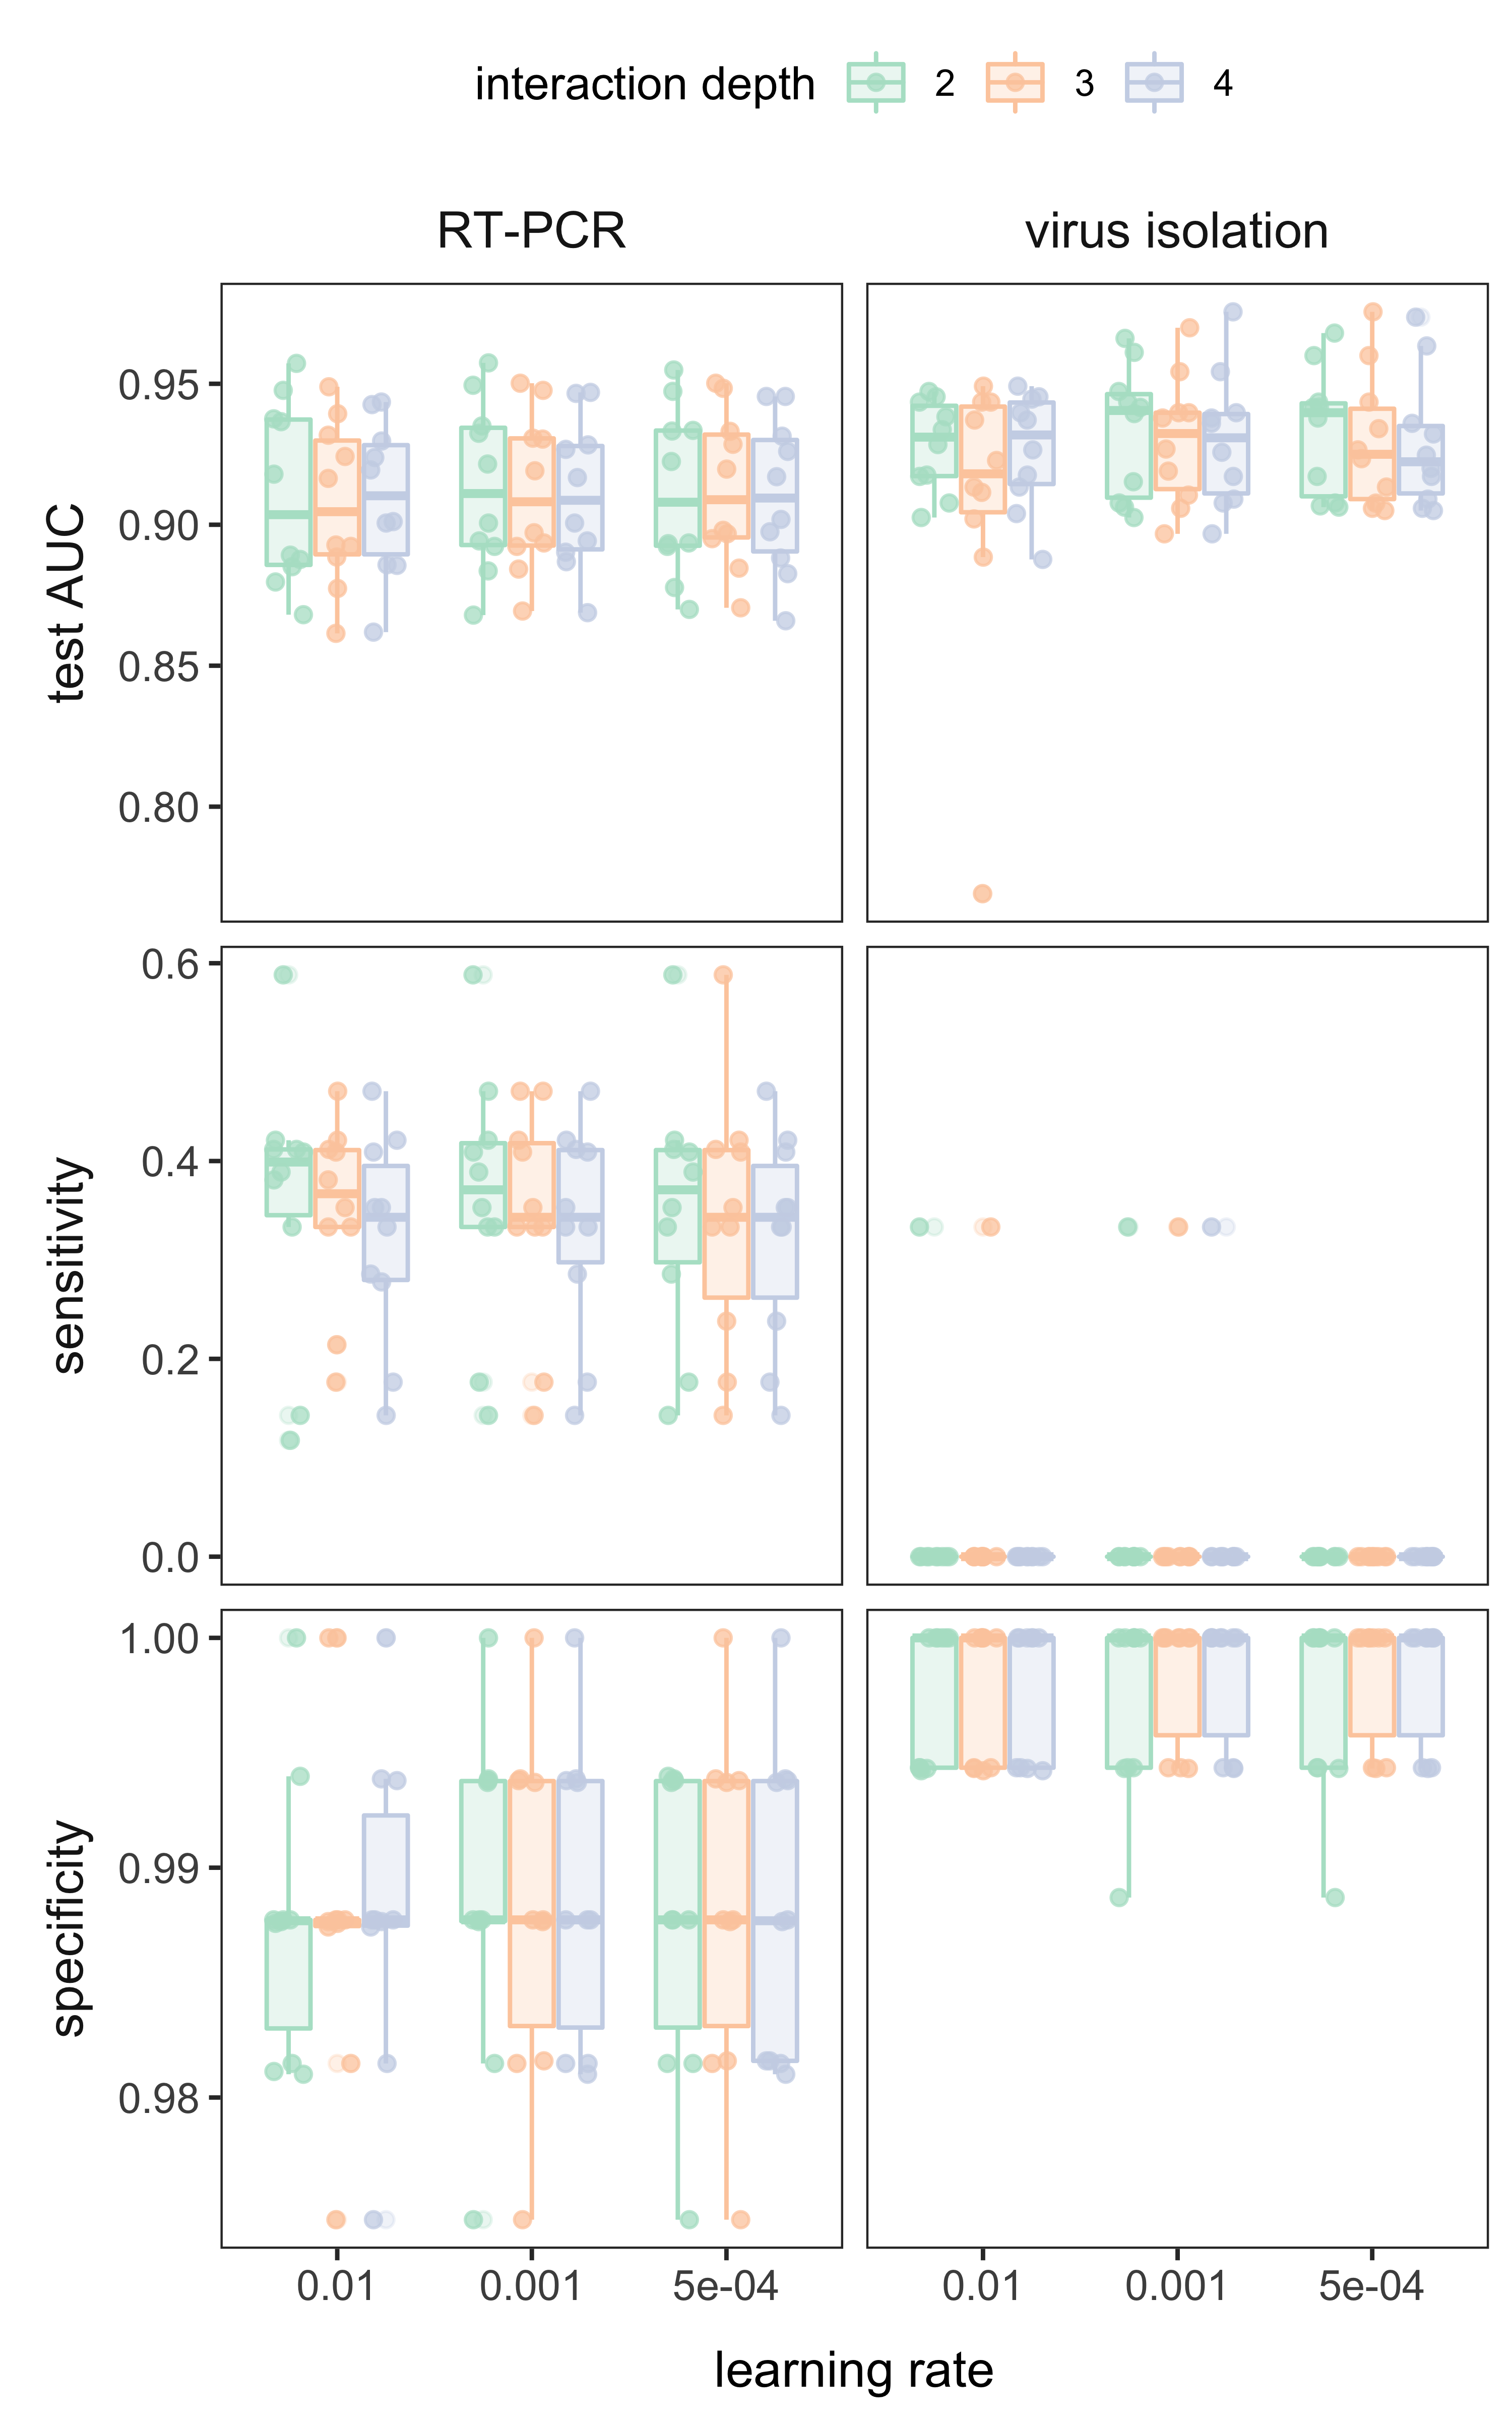 interaction depth 2 3 4
RT-PCR virus isolation
test AUC
0.95
0.90
0.85
0.80
sensitivity
0.6
0.4
0.2
0.0
specificity
1.00
0.99
0.98
0.01 0.001 5e-04 0.01 0.001 5e-04
learning rate